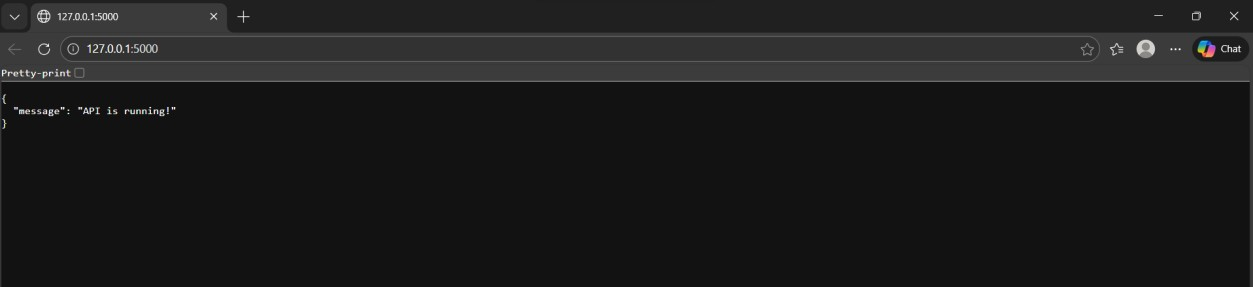 127.0.0.1:5000
127.0.0.1:5000
Chat
Pretty-print
{
  "message": "API is running!"
}